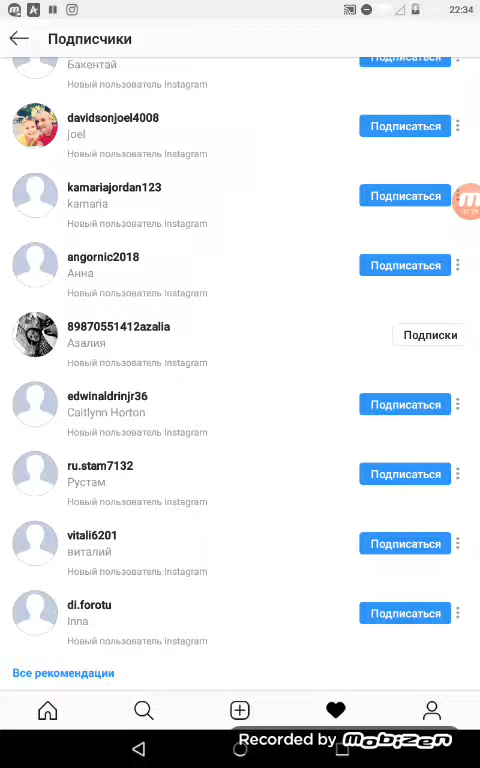 22:34
Подписчики
Бакентай
Подписаться
Новый пользователь Instagram
davidsonjoel4008
joel
Подписаться
Новый пользователь Instagram
kamariajordan123
kamaria
Подписаться
Новый пользователь Instagram
angornic2018
Анна
Подписаться
Новый пользователь Instagram
89870551412azalia
Азалия
Подписки
Новый пользователь Instagram
edwinaldrinjr36
Caitlynn Horton
Подписаться
Новый пользователь Instagram
ru.stam7132
Рустам
Подписаться
Новый пользователь Instagram
vitali6201
виталий
Подписаться
Новый пользователь Instagram
di.forotu
Inna
Подписаться
Новый пользователь Instagram
Все рекомендации
Recorded by MOBIZEN